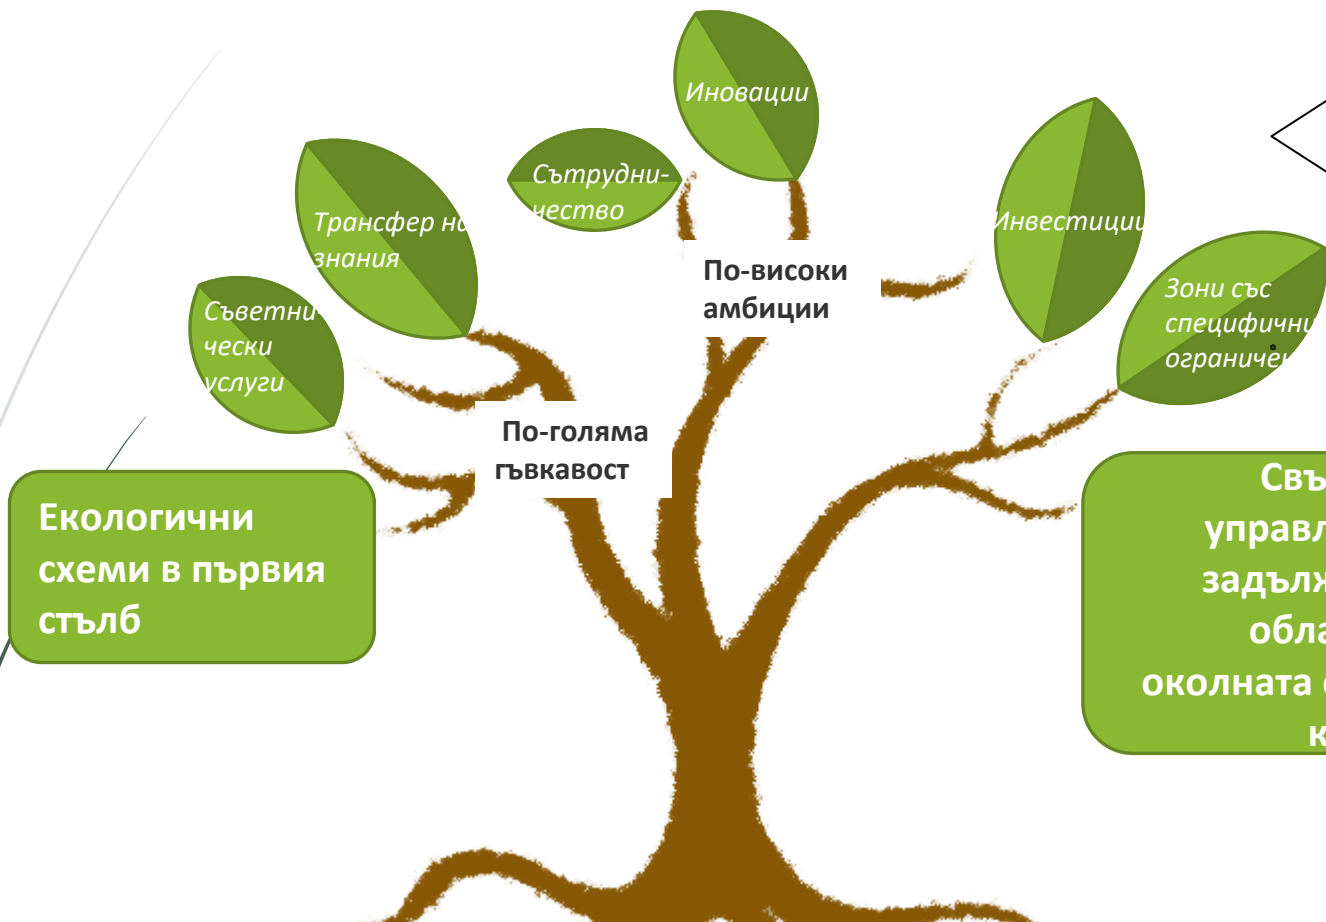 Иновации
Сътрудни-
чество
Трансфер на
знания
Инвестиции
Съветни-
чески
услуги
Зони със
специфични
По-високи
амбиции
По-голяма
гъвкавост
Екологични
схеми в първия
стълб
околната